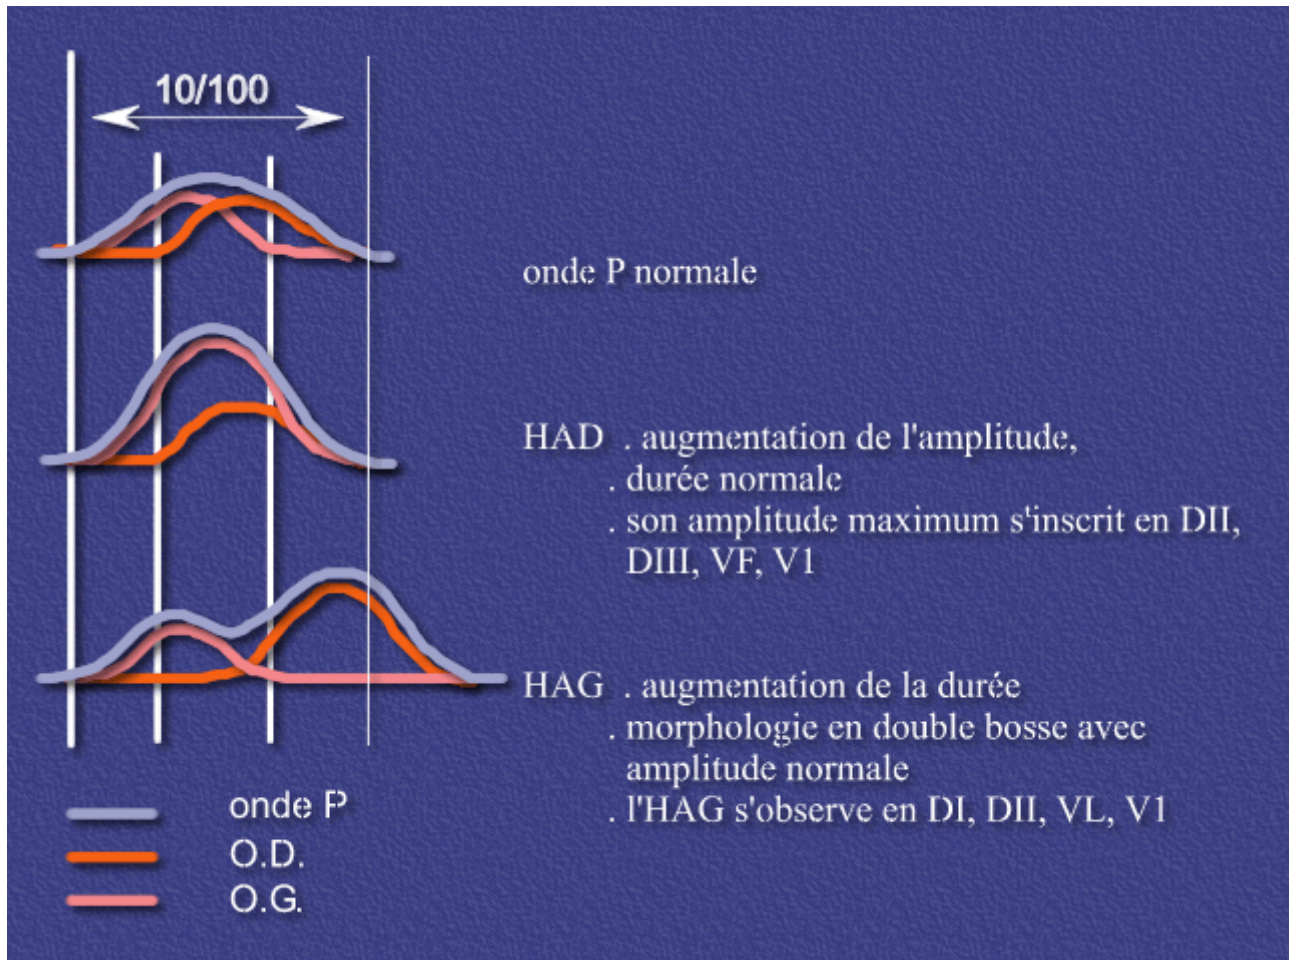 10/100
onde P normale
HAD . augmentation de l'amplitude,
. durée normale
. son amplitude maximum s'inscrit en DII,
DIII, VF, V1
HAG . augmentation de la durée
. morphologie en double bosse avec
amplitude normale
. l'HAG s'observe en DI, DII, VL, V1
onde P
O.D.
O.G.